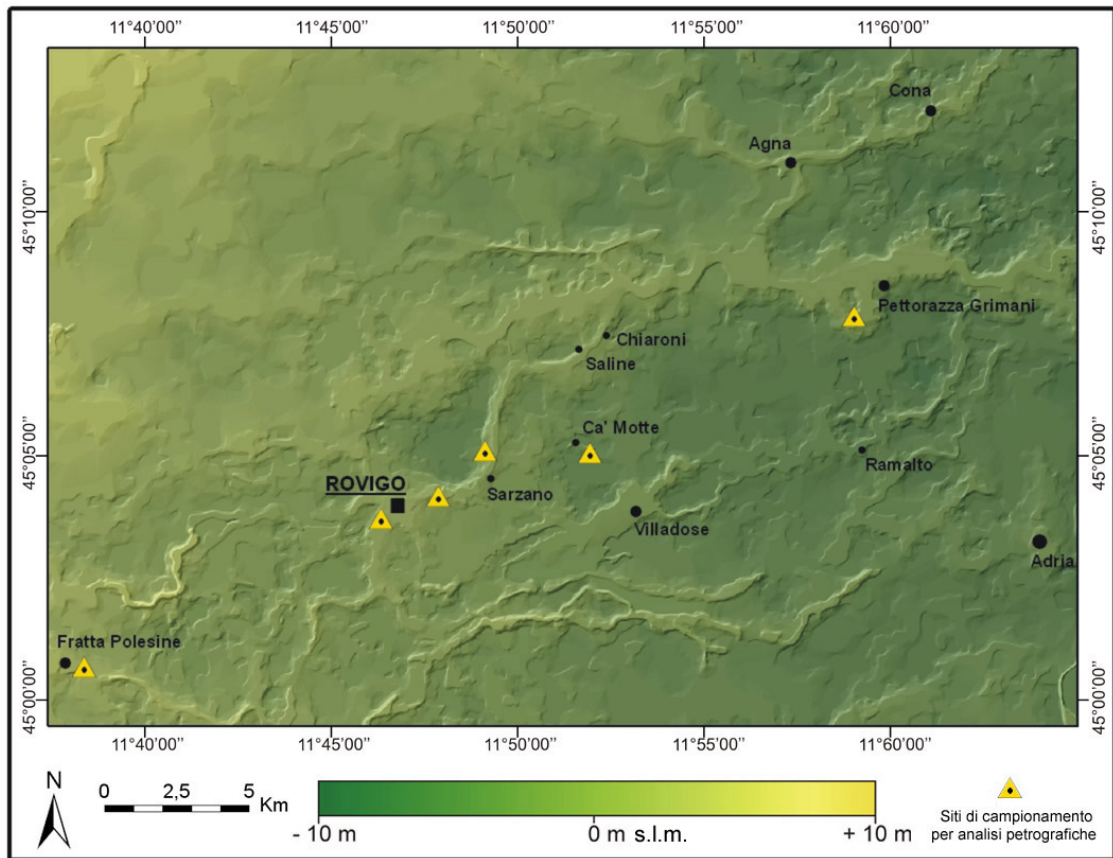 11°40'00" 11°45'00" 11°50'00" 11°55'00" 11°60'00"
Cona
Agna
45°10'00" 45°10'00"
Pettorazza Grimani
Chiaroni
Saline
Ca' Motte
45°05'00" 45°05'00"
Ramalto
ROVIGO
Sarzano
Villadose
Adria
Fratta Polesine
45°00'00" 45°00'00"
11°40'00" 11°45'00" 11°50'00" 11°55'00" 11°60'00"
N
0 2,5 5
Km
- 10 m 0 m s.l.m. + 10 m
Siti di campionamento
per analisi petrografiche